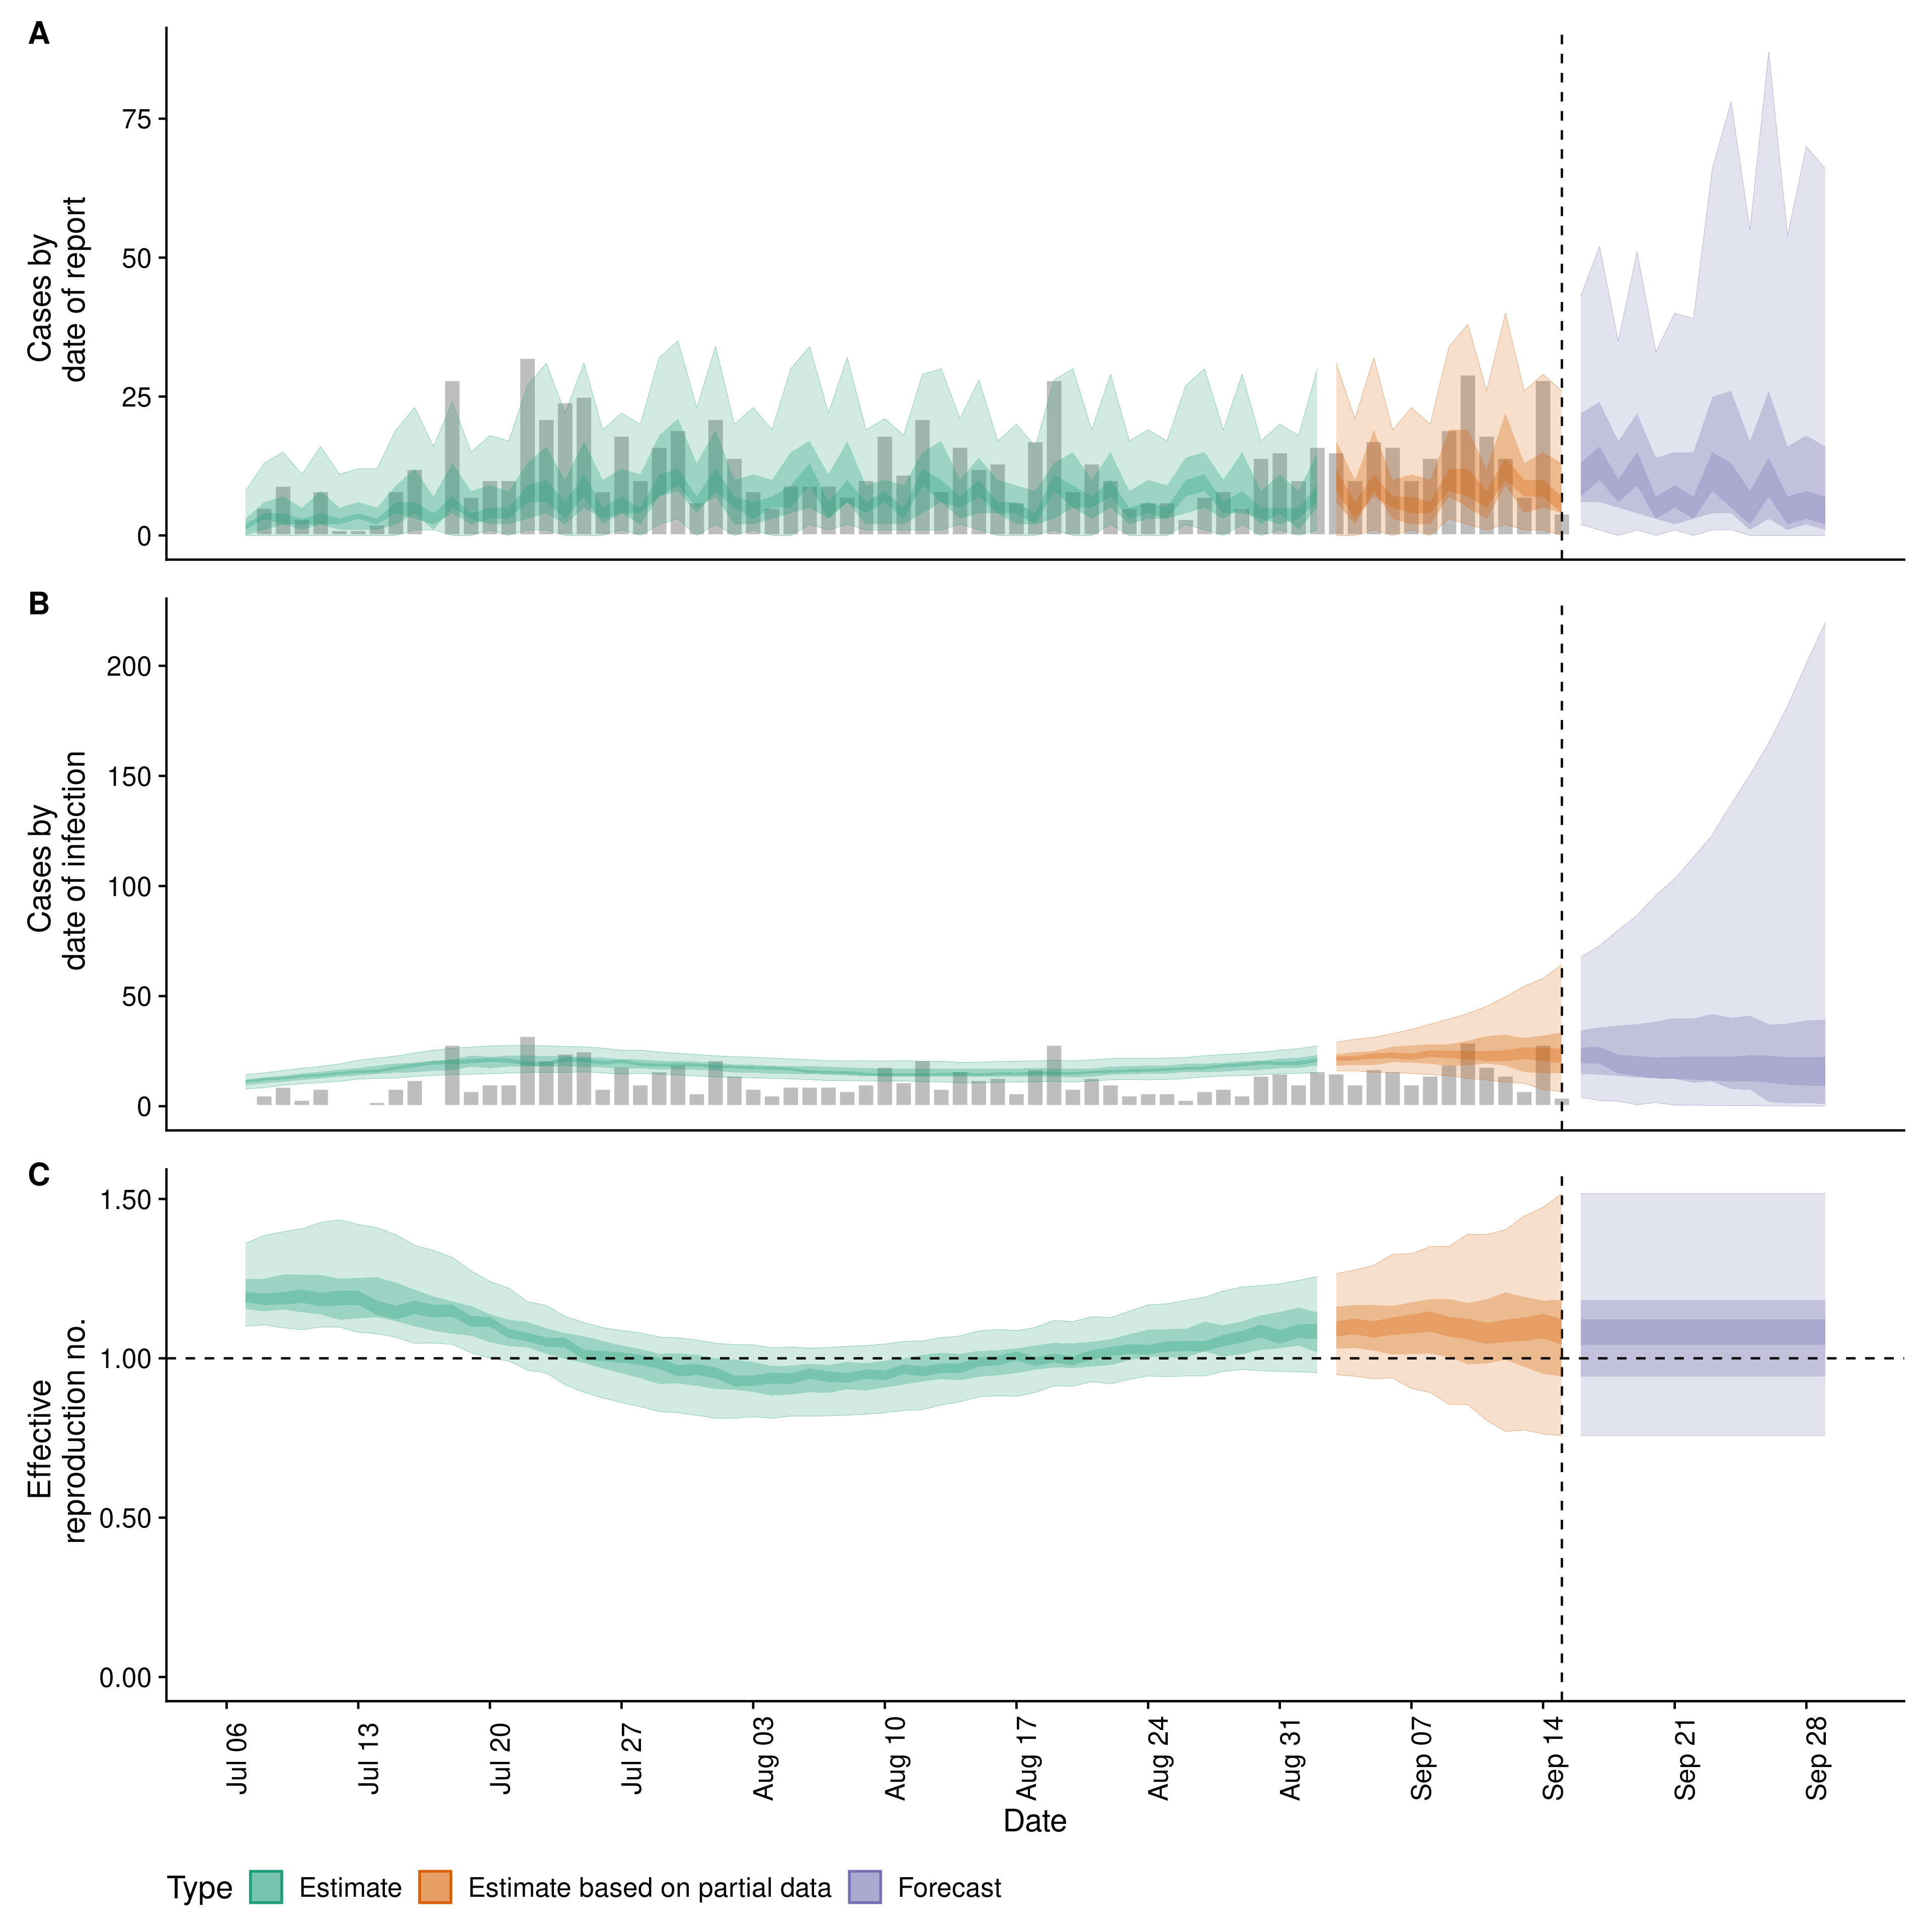 A
Cases by
date of report
75
50
25
0
B
Cases by
date of infection
200
150
100
50
0
C
Effective
reproduction no.
1.50
1.00
0.50
0.00
Jul 06
Jul 13
Jul 20
Jul 27
Aug 03
Aug 10
Aug 17
Aug 24
Aug 31
Sep 07
Sep 14
Sep 21
Sep 28
Date
Type Estimate Estimate based on partial data Forecast